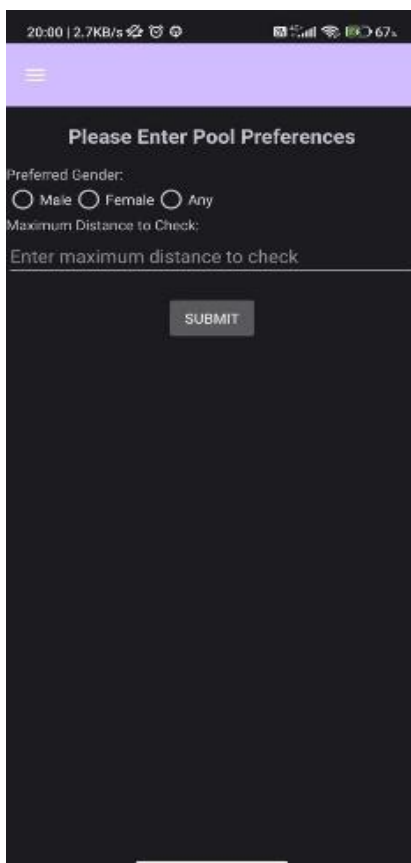 20:00 | 2.7KB/s
67%
Please Enter Pool Preferences
Preferred Gender:
Male Female Any
Maximum Distance to Check:
Enter maximum distance to check
SUBMIT